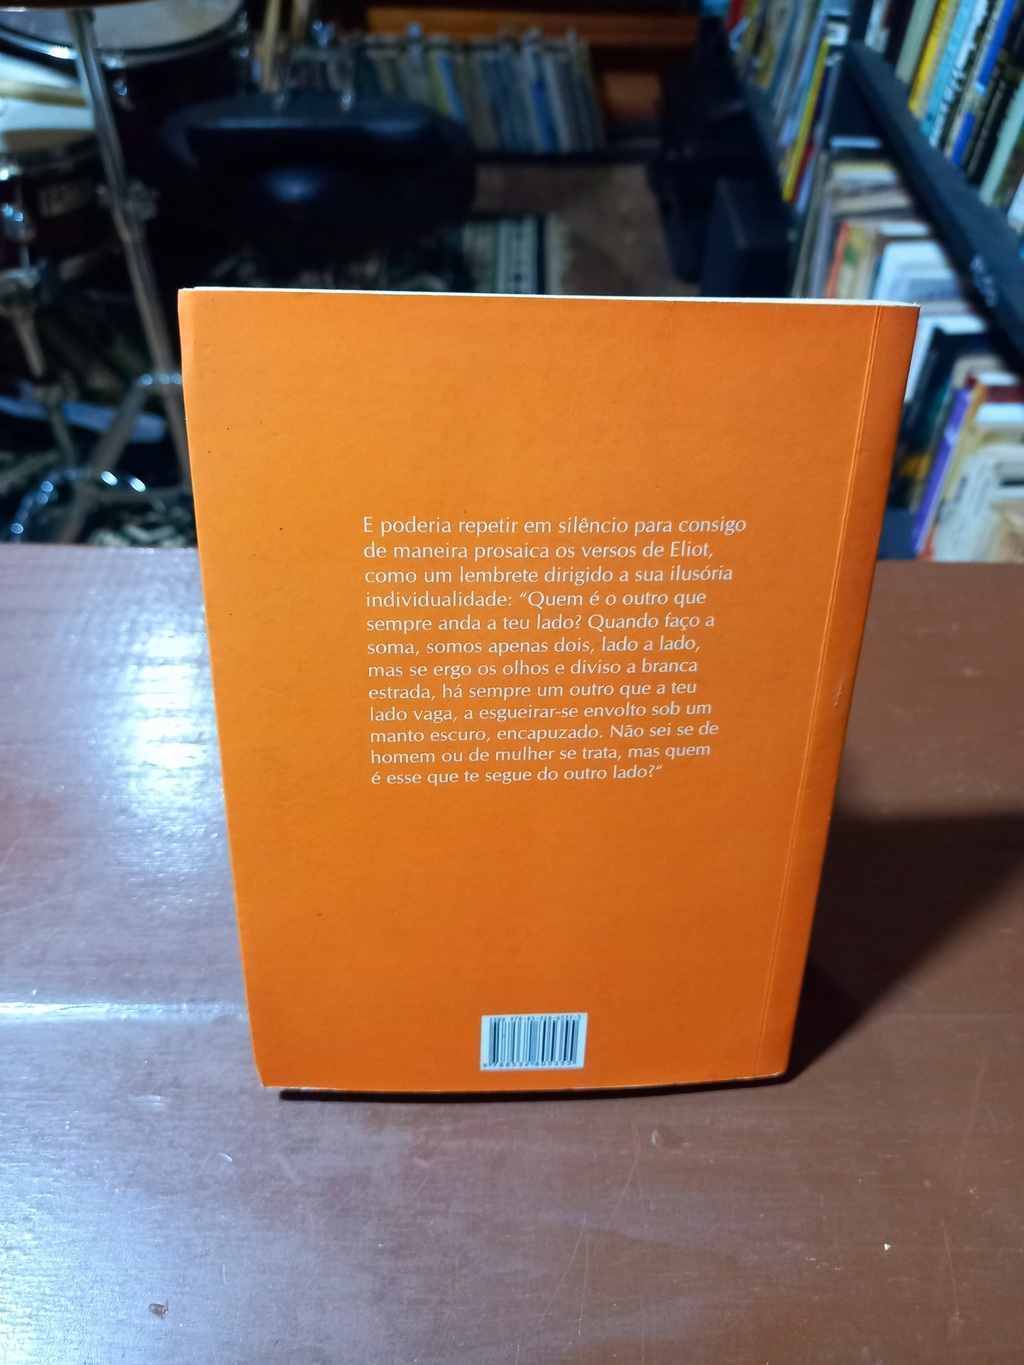 E poderia repetir em silêncio para consigo
de maneira prosaica os versos de Eliot,
como um lembrete dirigido a sua ilusória
individualidade: “Quem é o outro que
sempre anda a teu lado? Quando faço a
soma, somos apenas dois, lado a lado,
mas se ergo os olhos e diviso a branca
estrada, há sempre um outro que a teu
lado vaga, a esgueirar-se envolto sob um
manto escuro, encapuzado. Não sei se de
homem ou de mulher se trata, mas quem
é esse que te segue do outro lado?“
ISBN